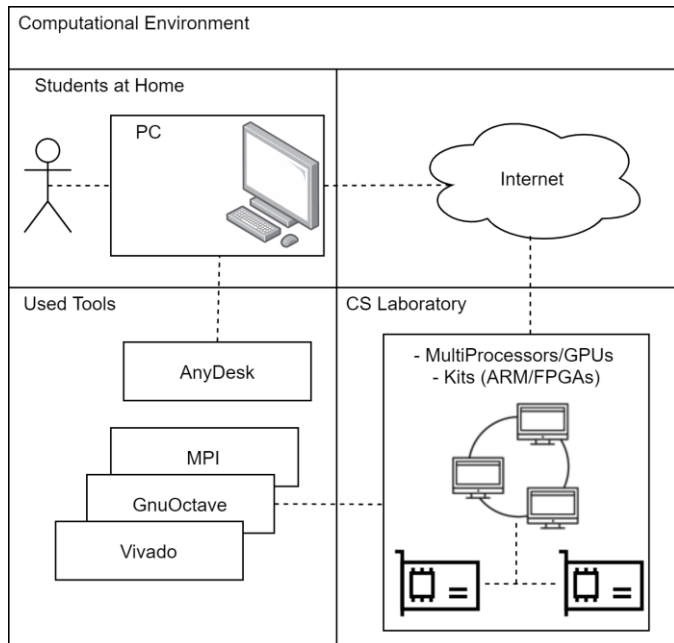 Computational Environment
Students at Home
PC
Internet
Used Tools
AnyDesk
MPI
GnuOctave
Vivado
CS Laboratory
- MultiProcessors/GPUs
- Kits (ARM/FPGAs)